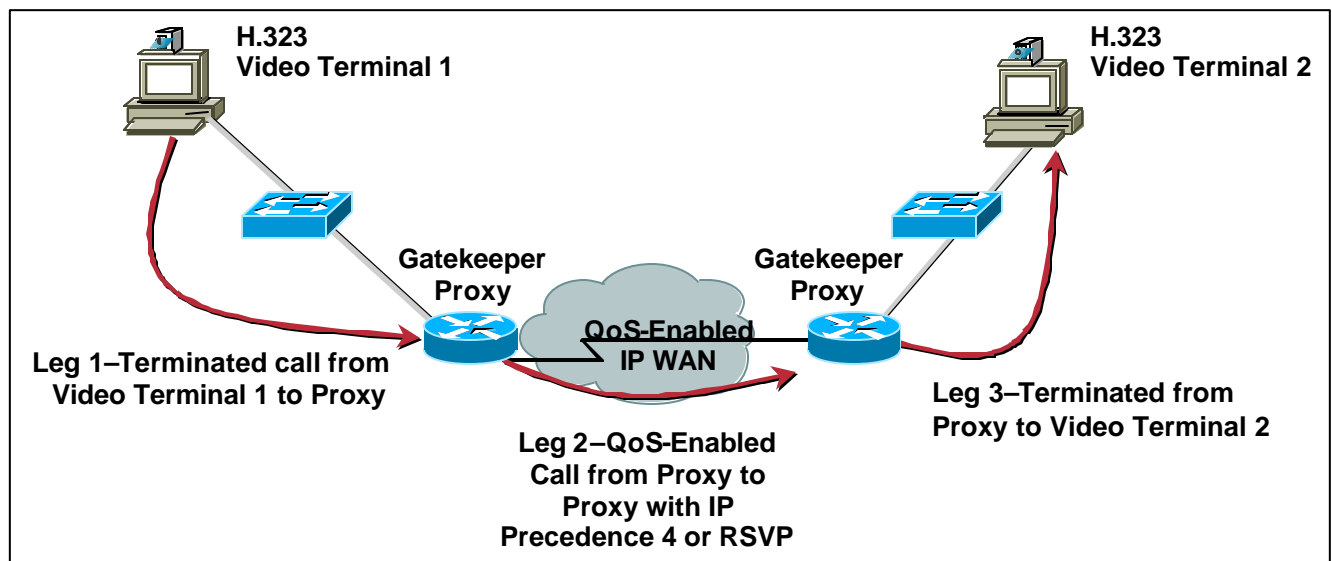 H.323
Video Terminal 1
H.323
Video Terminal 2
Gatekeeper
Proxy
Gatekeeper
Proxy
QoS-Enabled
IP WAN
Leg 1–Terminated call from
Video Terminal 1 to Proxy
Leg 3–Terminated from
Proxy to Video Terminal 2
Leg 2–QoS-Enabled
Call from Proxy to
Proxy with IP
Precedence 4 or RSVP